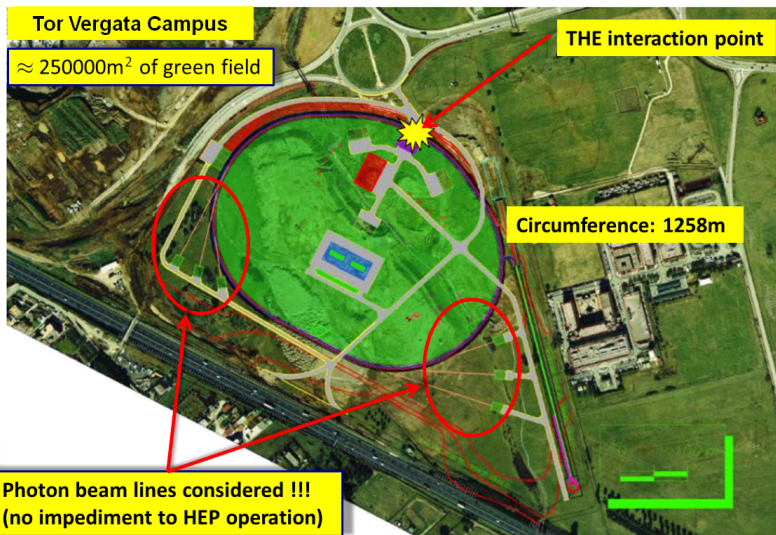 Tor Vergata Campus
≈ 250000m² of green field
THE interaction point
Circumference: 1258m
Photon beam lines considered !!!
(no impediment to HEP operation)